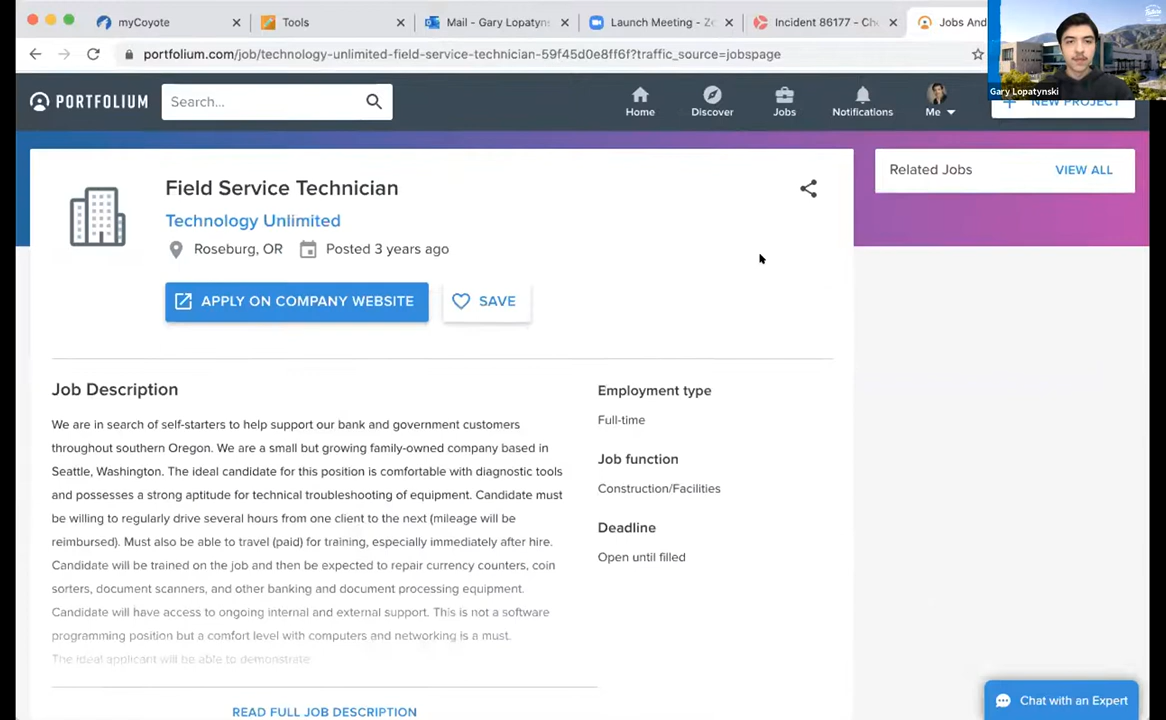 myCoyote
Tools
Mail - Gary Lopatyns
Launch Meeting - Z
Incident 86177 - Ch
Jobs And
portfolium.com/job/technology-unlimited-field-service-technician-59f45d0e8ff6f?traffic_source=jobspage
Gary Lopatynski
PORTFOLIUM
Search...
Home
Discover
Jobs
Notifications
Me
NEW PROJECT
Field Service Technician
Technology Unlimited
Roseburg, OR Posted 3 years ago
APPLY ON COMPANY WEBSITE
SAVE
Related Jobs
VIEW ALL
Job Description
We are in search of self-starters to help support our bank and government customers
throughout southern Oregon. We are a small but growing family-owned company based in
Seattle, Washington. The ideal candidate for this position is comfortable with diagnostic tools
and possesses a strong aptitude for technical troubleshooting of equipment. Candidate must
be willing to regularly drive several hours from one client to the next (mileage will be
reimbursed). Must also be able to travel (paid) for training, especially immediately after hire.
Candidate will be trained on the job and then be expected to repair currency counters, coin
sorters, document scanners, and other banking and document processing equipment.
Candidate will have access to ongoing internal and external support. This is not a software
programming position but a comfort level with computers and networking is a must.
The ideal applicant will be able to demonstrate
READ FULL JOB DESCRIPTION
Employment type
Full-time
Job function
Construction/Facilities
Deadline
Open until filled
Chat with an Expert